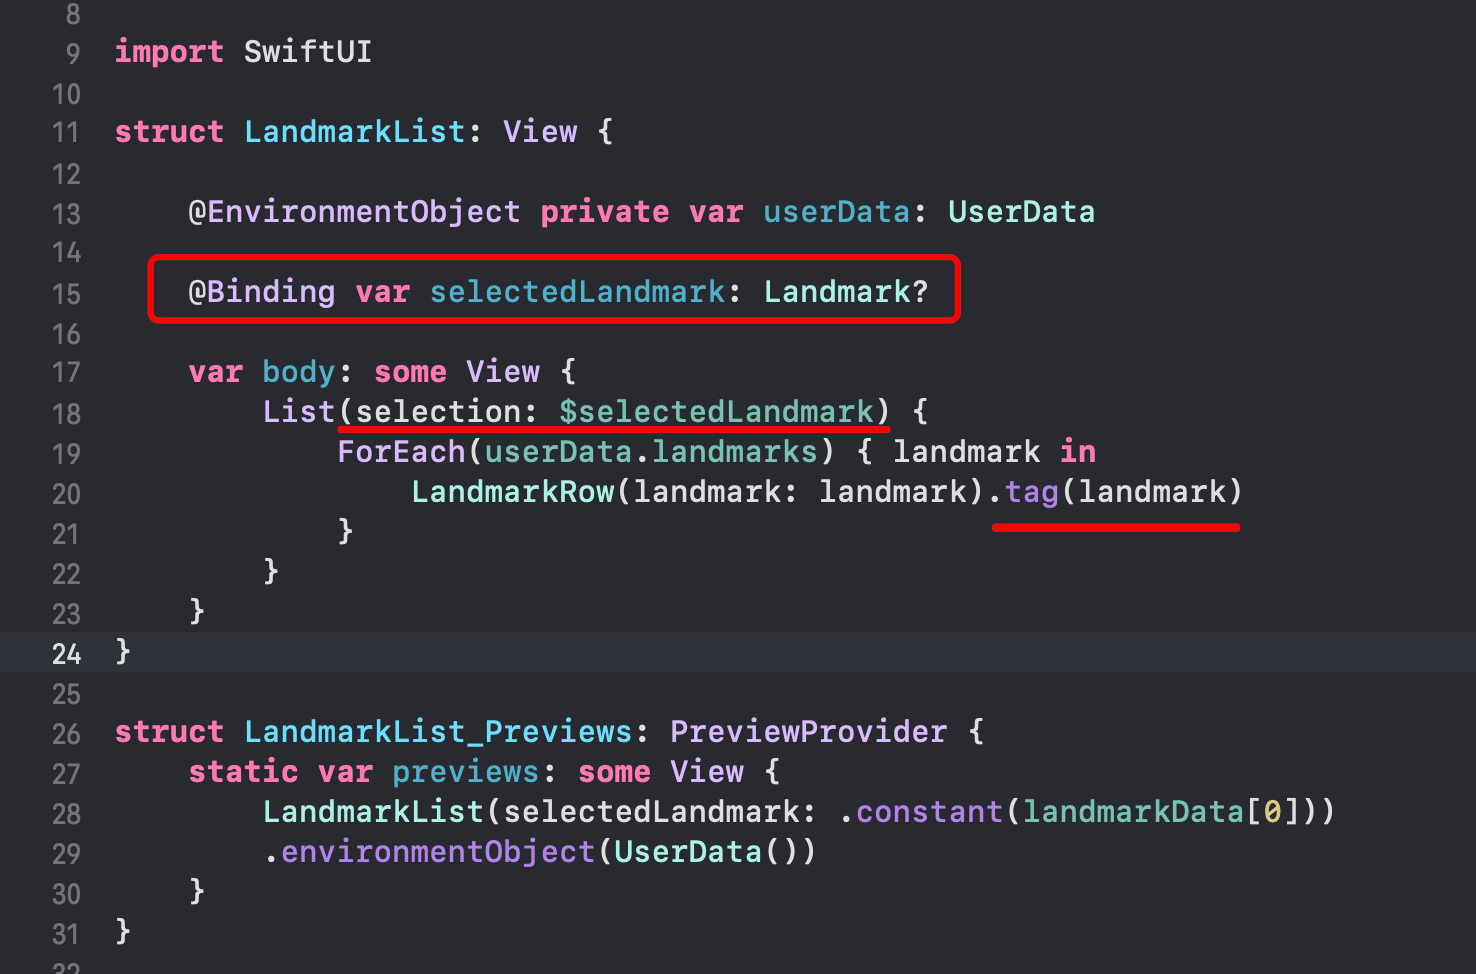 8
9 import SwiftUI
10
11 struct LandmarkList: View {
12
13     @EnvironmentObject private var userData: UserData
14
15     @Binding var selectedLandmark: Landmark?
16
17     var body: some View {
18         List(selection: $selectedLandmark) {
19             ForEach(userData.landmarks) { landmark in
20                 LandmarkRow(landmark: landmark).tag(landmark)
21             }
22         }
23     }
24 }
25
26 struct LandmarkList_Previews: PreviewProvider {
27     static var previews: some View {
28         LandmarkList(selectedLandmark: .constant(landmarkData[0]))
29         .environmentObject(UserData())
30     }
31 }
32